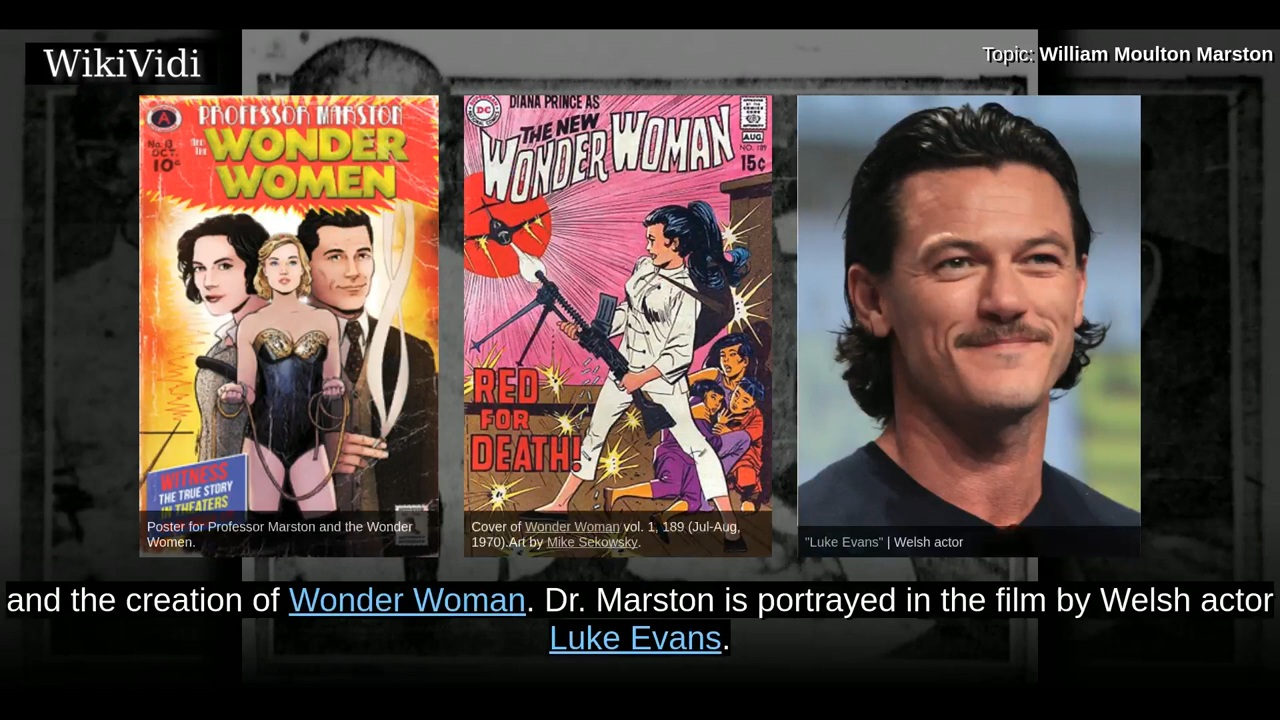 WikiVidi
Topic: William Moulton Marston
PROFESSOR MARSTON
No. 13
OCT.
10¢
AND THE
WONDER
WOMEN
WITNESS
THE TRUE STORY
IN THEATERS
Poster for Professor Marston and the Wonder
Women.
DC
DIANA PRINCE AS
THE NEW
WONDER WOMAN
AUG.
NO. 189
15¢
RED
FOR
DEATH!
Cover of Wonder Woman vol. 1, 189 (Jul-Aug,
1970).Art by Mike Sekowsky.
"Luke Evans" | Welsh actor
and the creation of Wonder Woman. Dr. Marston is portrayed in the film by Welsh actor
Luke Evans.